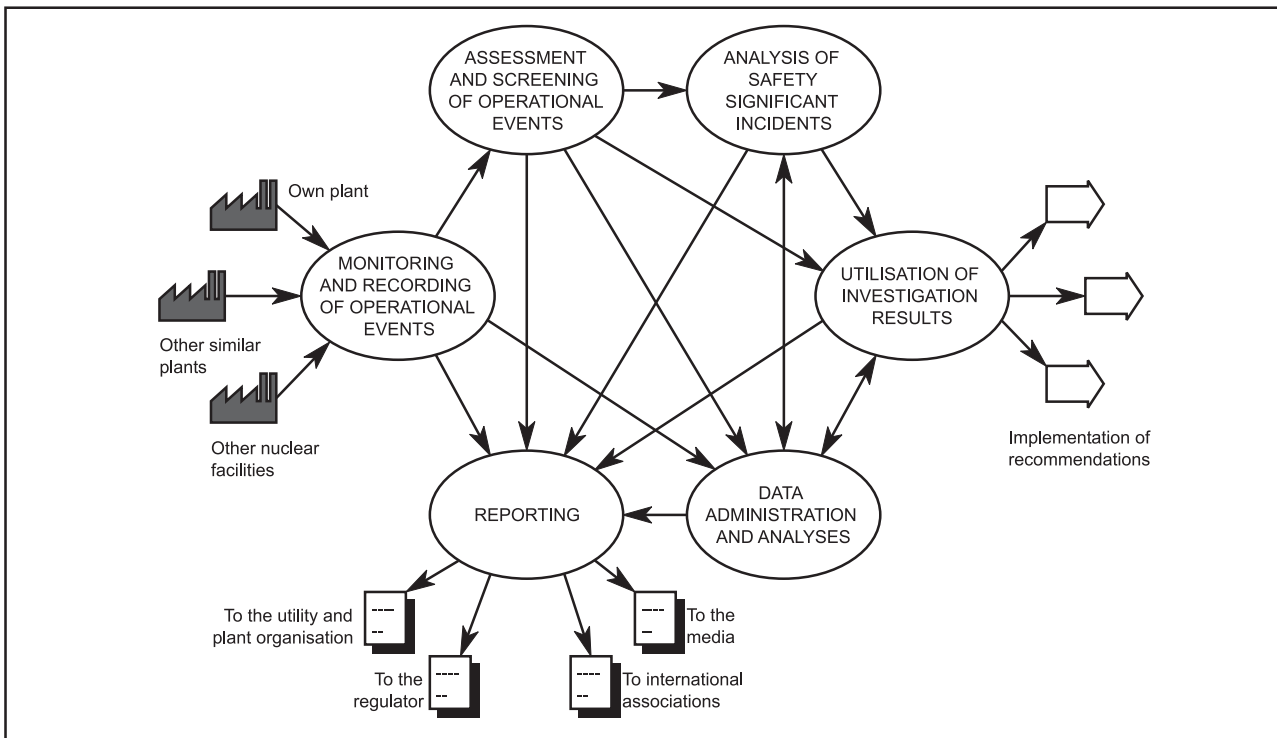 ASSESSMENT
AND SCREENING
OF OPERATIONAL
EVENTS
ANALYSIS OF
SAFETY
SIGNIFICANT
INCIDENTS
Own plant
MONITORING
AND RECORDING
OF OPERATIONAL
EVENTS
UTILISATION OF
INVESTIGATION
RESULTS
Other similar
plants
Other nuclear
facilities
Implementation of
recommendations
REPORTING
DATA
ADMINISTRATION
AND ANALYSES
To the utility and
plant organisation
To the
media
To the
regulator
To international
associations